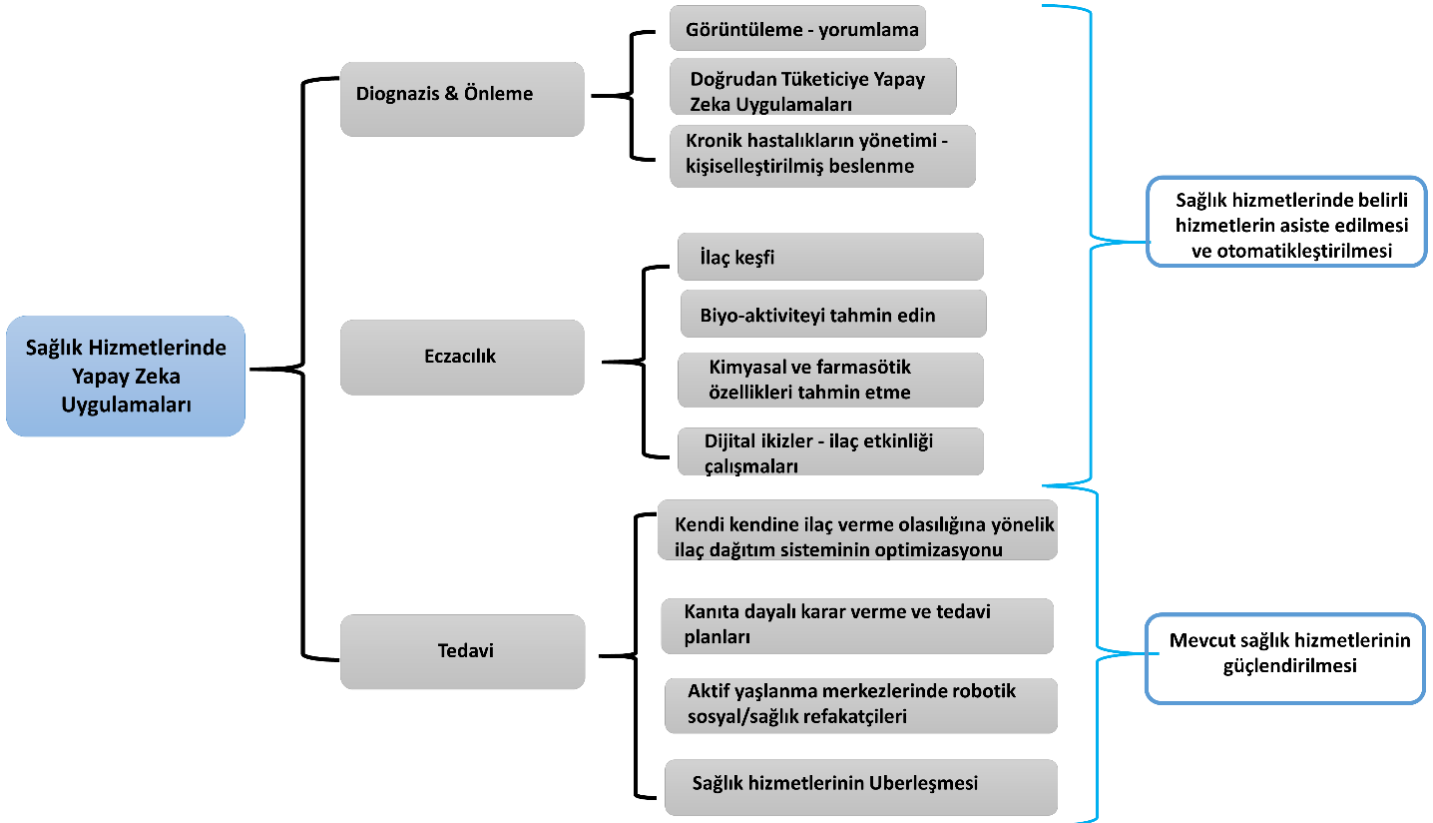 Sağlık Hizmetlerinde
Yapay Zeka
Uygulamaları
Diognazis & Önleme
Görüntüleme - yorumlama
Doğrudan Tüketiciye Yapay
Zeka Uygulamaları
Kronik hastalıkların yönetimi -
kişiselleştirilmiş beslenme
Eczacılık
İlaç keşfi
Biyo-aktiviteyi tahmin edin
Kimyasal ve farmasötik
özellikleri tahmin etme
Dijital ikizler - ilaç etkinliği
çalışmaları
Tedavi
Kendi kendine ilaç verme olasılığına yönelik
ilaç dağıtım sisteminin optimizasyonu
Kanıta dayalı karar verme ve tedavi
planları
Aktif yaşlanma merkezlerinde robotik
sosyal/sağlık refakatçileri
Sağlık hizmetlerinin Uberleşmesi
Sağlık hizmetlerinde belirli
hizmetlerin asiste edilmesi
ve otomatikleştirilmesi
Mevcut sağlık hizmetlerinin
güçlendirilmesi